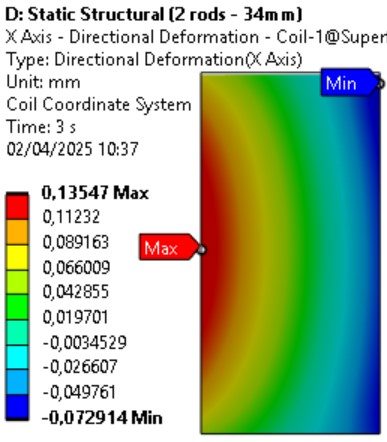 D: Static Structural (2 rods - 34mm)
X Axis - Directional Deformation - Coil-1@Super
Type: Directional Deformation(X Axis)
Unit: mm
Coil Coordinate System
Time: 3 s
02/04/2025 10:37
Min
0,13547 Max
0,11232
0,089163
Max
0,066009
0,042855
0,019701
-0,0034529
-0,026607
-0,049761
-0,072914 Min